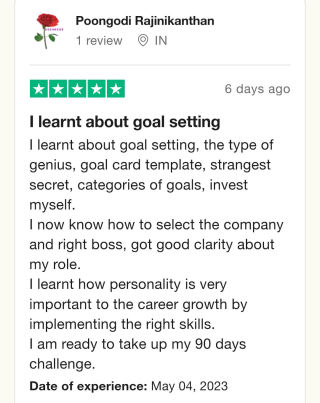 Poongodi Rajinikanthan
1 review IN
6 days ago
I learnt about goal setting
I learnt about goal setting, the type of
genius, goal card template, strangest
secret, categories of goals, invest
myself.
I now know how to select the company
and right boss, got good clarity about
my role.
I learnt how personality is very
important to the career growth by
implementing the right skills.
I am ready to take up my 90 days
challenge.
Date of experience: May 04, 2023